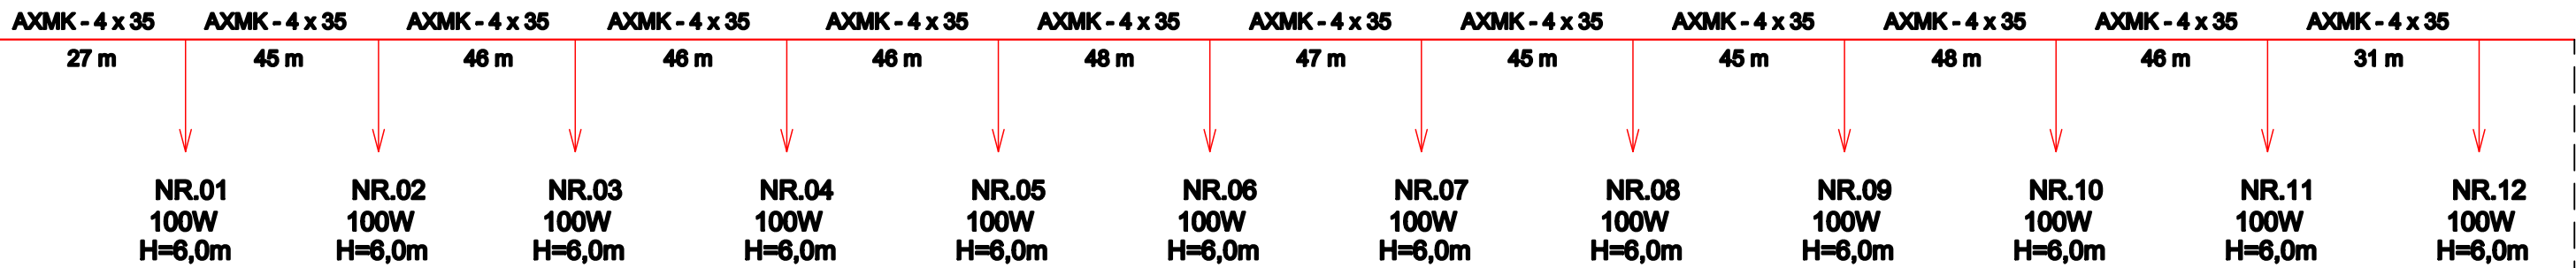 AXMK - 4 x 35 AXMK - 4 x 35 AXMK - 4 x 35 AXMK - 4 x 35 AXMK - 4 x 35 AXMK - 4 x 35 AXMK - 4 x 35 AXMK - 4 x 35 AXMK - 4 x 35 AXMK - 4 x 35 AXMK - 4 x 35 AXMK - 4 x 35
27 m 45 m 46 m 46 m 46 m 48 m 47 m 45 m 45 m 48 m 46 m 31 m
NR.01 NR.02 NR.03 NR.04 NR.05 NR.06 NR.07 NR.08 NR.09 NR.10 NR.11 NR.12
100W 100W 100W 100W 100W 100W 100W 100W 100W 100W 100W 100W
H=6,0m H=6,0m H=6,0m H=6,0m H=6,0m H=6,0m H=6,0m H=6,0m H=6,0m H=6,0m H=6,0m H=6,0m